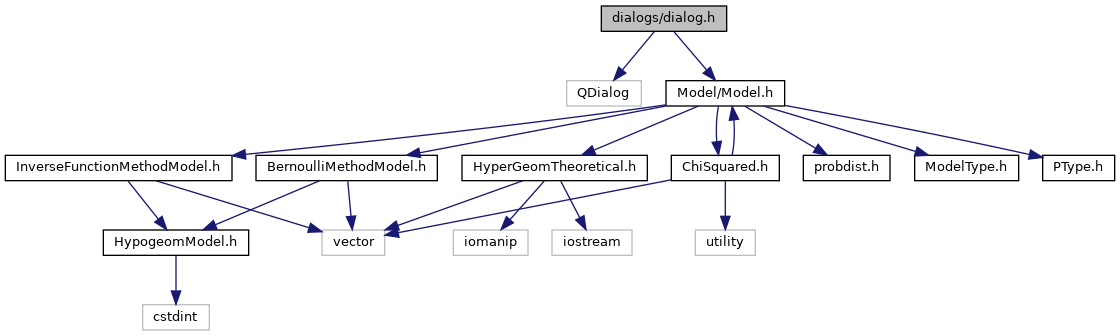 dialogs/dialog.h
QDialog
Model/Model.h
InverseFunctionMethodModel.h
BernoulliMethodModel.h
HyperGeomTheoretical.h
ChiSquared.h
probdist.h
ModelType.h
PType.h
HypogeomModel.h
vector
iomanip
iostream
utility
cstdint